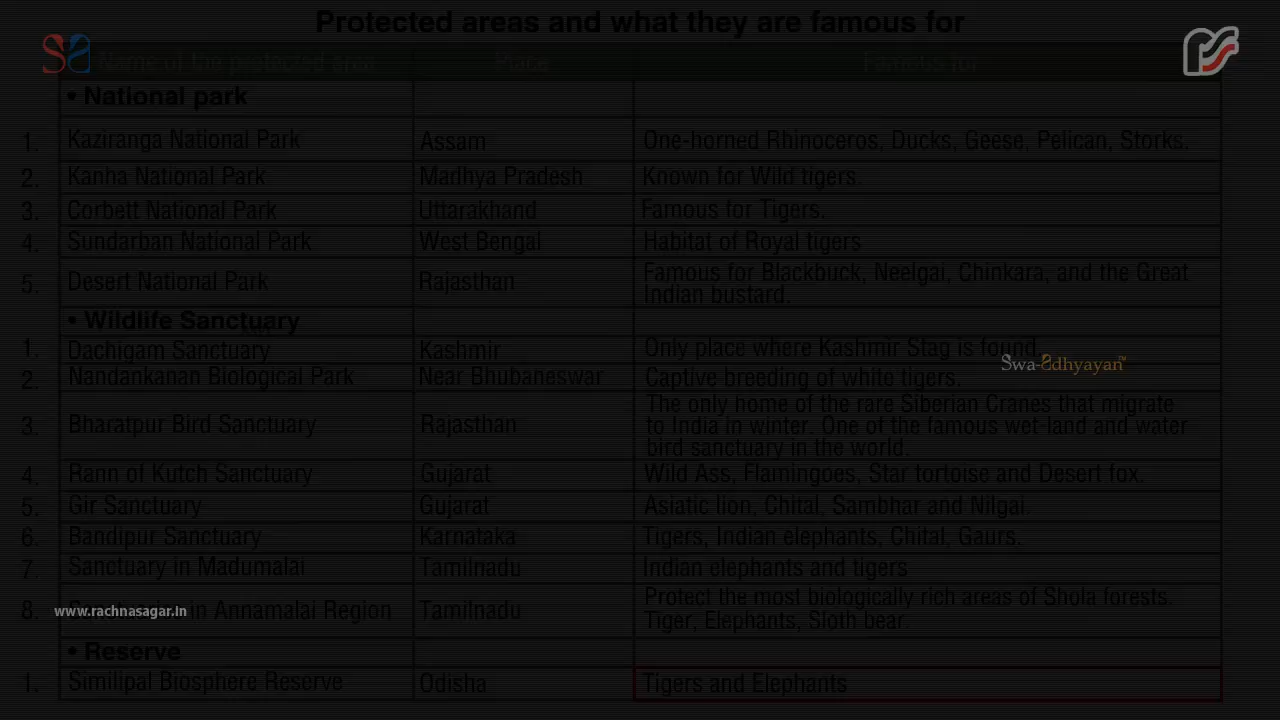 Protected areas and what they are famous for
Name of the protected area Place Famous for
• National park
1. Kaziranga National Park Assam One-horned Rhinoceros, Ducks, Geese, Pelican, Storks.
2. Kanha National Park Madhya Pradesh Known for Wild tigers.
3. Corbett National Park Uttarakhand Famous for Tigers.
4. Sundarban National Park West Bengal Habitat of Royal tigers
5. Desert National Park Rajasthan Famous for Blackbuck, Neelgai, Chinkara, and the Great
Indian bustard.
• Wildlife Sanctuary
1. Dachigam Sanctuary Kashmir Only place where Kashmir Stag is found
Swa-adhyayan™
2. Nandankanan Biological Park Near Bhubaneswar Captive breeding of white tigers.
3. Bharatpur Bird Sanctuary Rajasthan The only home of the rare Siberian Cranes that migrate
to India in winter. One of the famous wet-land and water
bird sanctuary in the world.
4. Rann of Kutch Sanctuary Gujarat Wild Ass, Flamingoes, Star tortoise and Desert fox.
5. Gir Sanctuary Gujarat Asiatic lion, Chital, Sambhar and Nilgai.
6. Bandipur Sanctuary Karnataka Tigers, Indian elephants, Chital, Gaurs.
7. Sanctuary in Madumalai Tamilnadu Indian elephants and tigers
8. in Annamalai Region Tamilnadu Protect the most biologically rich areas of Shola forests.
Tiger, Elephants, Sloth bear.
www.rachnasagar.in
• Reserve
1. Similipal Biosphere Reserve Odisha Tigers and Elephants